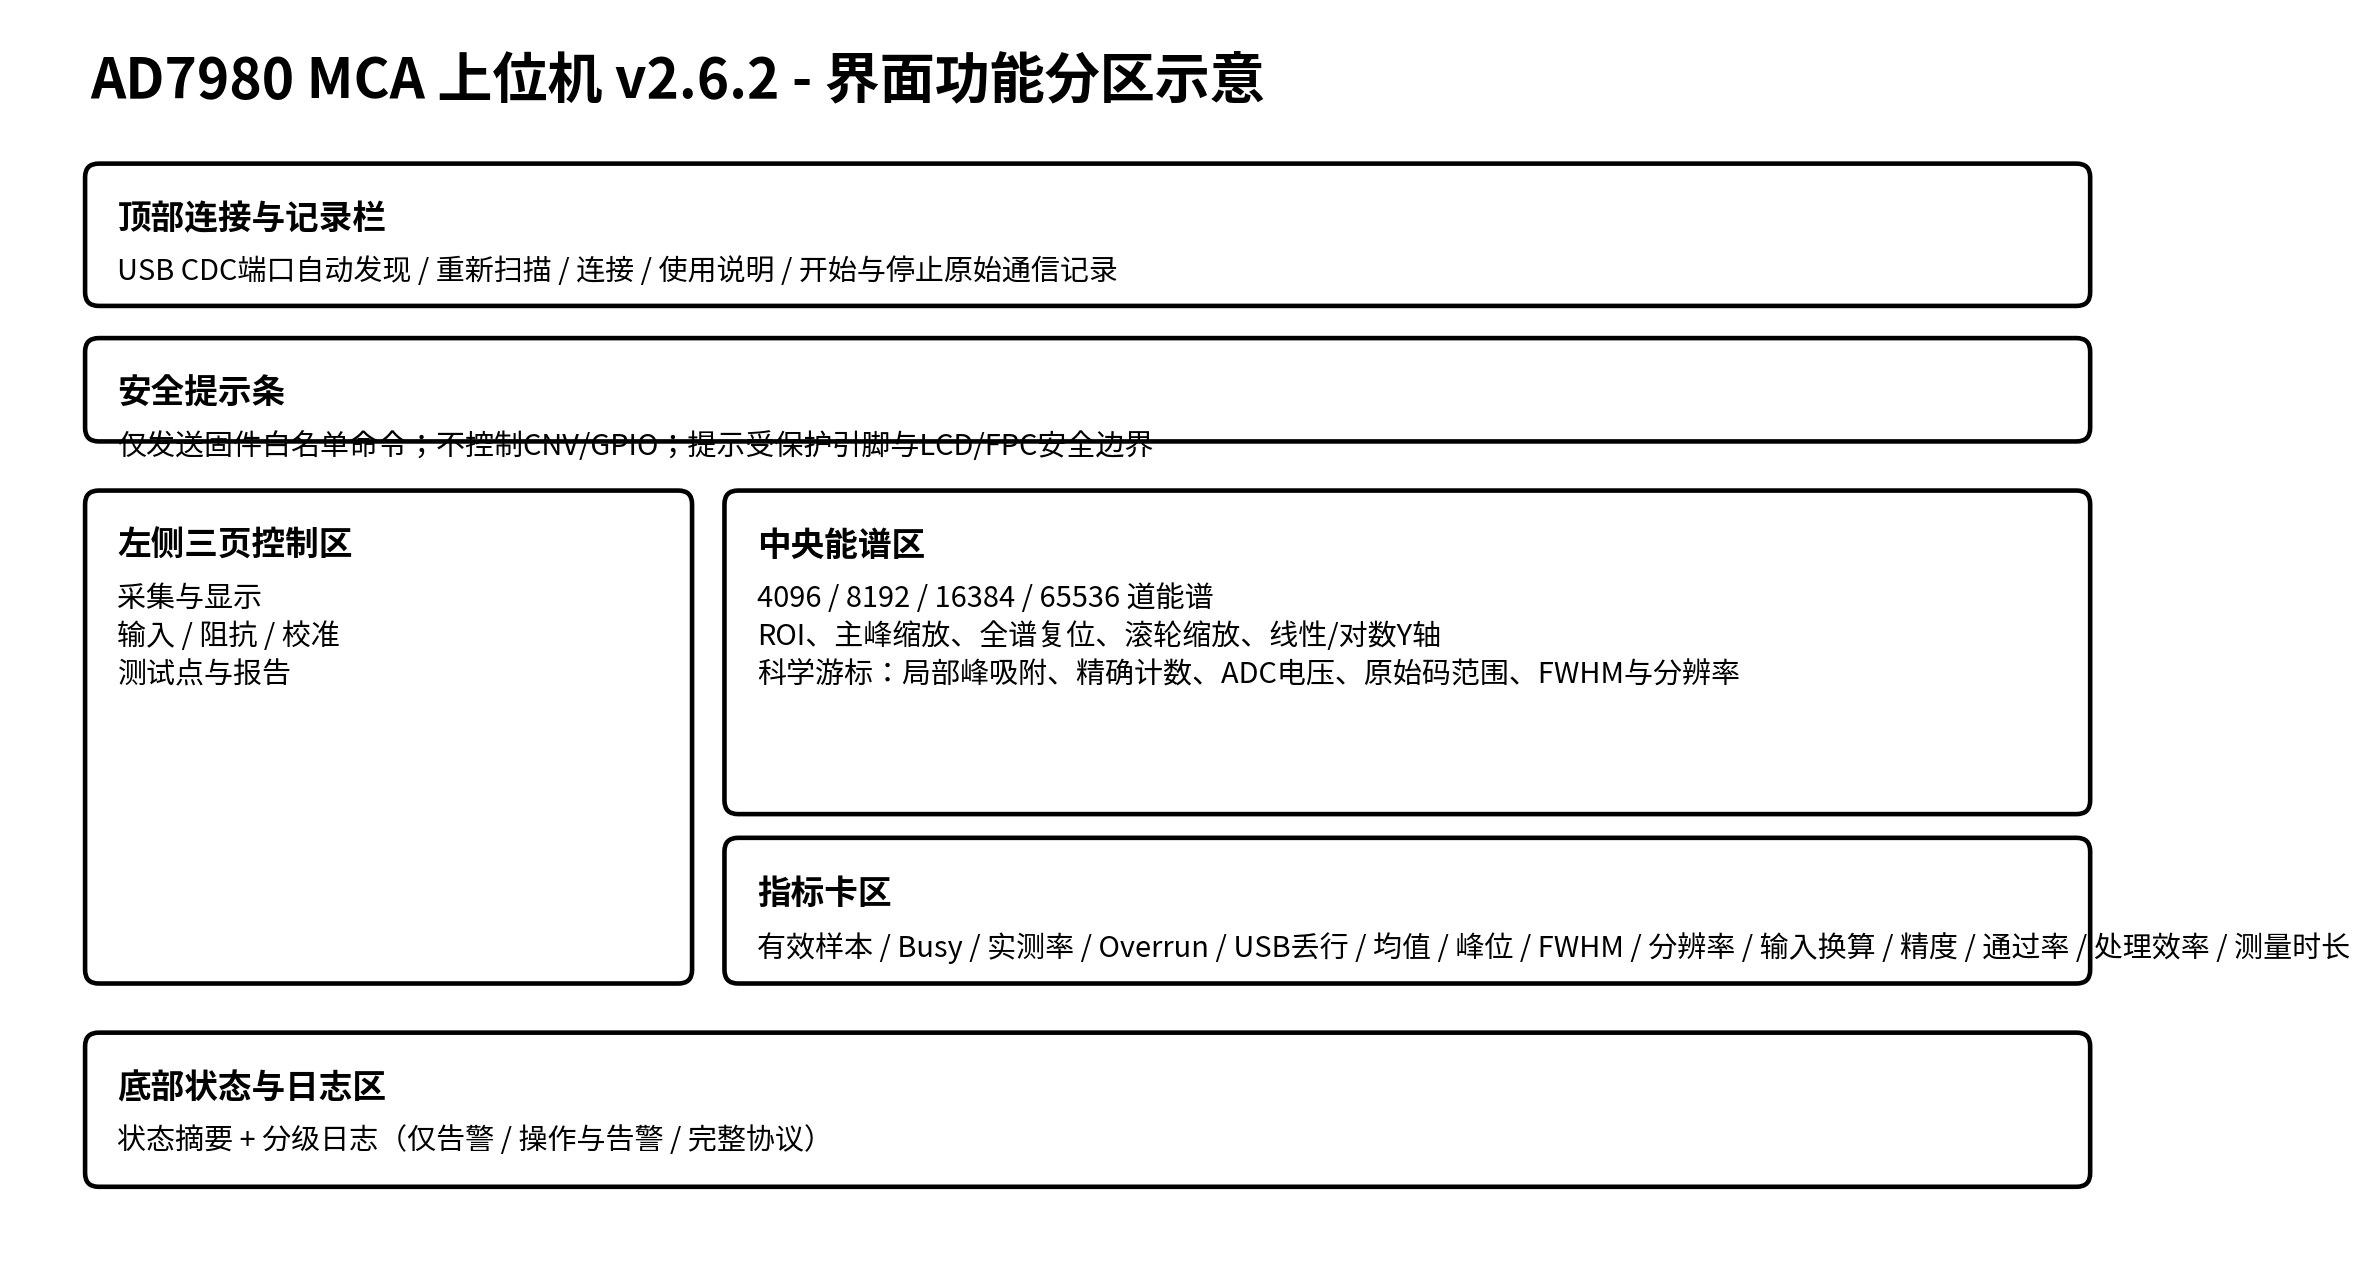 AD7980 MCA 上位机 v2.6.2 - 界面功能分区示意
顶部连接与记录栏
USB CDC端口自动发现 / 重新扫描 / 连接 / 使用说明 / 开始与停止原始通信记录
安全提示条
仅发送固件白名单命令；不控制CNV/GPIO；提示受保护引脚与LCD/FPC安全边界
左侧三页控制区
采集与显示
输入 / 阻抗 / 校准
测试点与报告
中央能谱区
4096 / 8192 / 16384 / 65536 道能谱
ROI、主峰缩放、全谱复位、滚轮缩放、线性/对数Y轴
科学游标：局部峰吸附、精确计数、ADC电压、原始码范围、FWHM与分辨率
指标卡区
有效样本 / Busy / 实测率 / Overrun / USB丢行 / 均值 / 峰位 / FWHM / 分辨率 / 输入换算 / 精度 / 通过率 / 处理效率 / 测量时长
底部状态与日志区
状态摘要 + 分级日志（仅告警 / 操作与告警 / 完整协议）